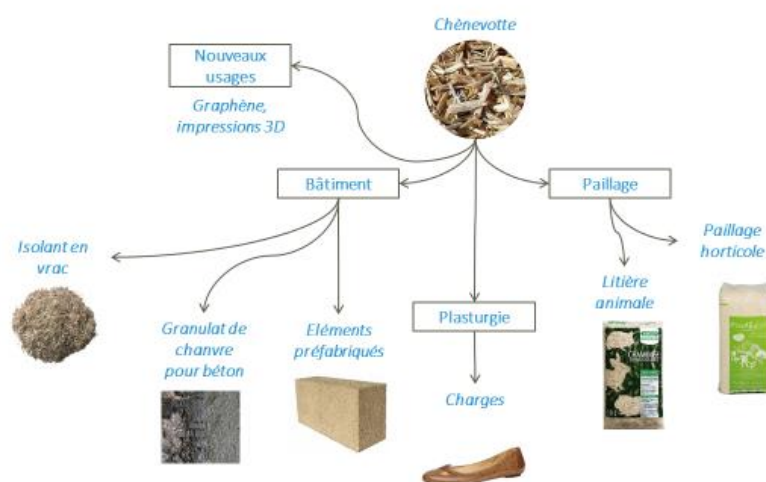 Chènevotte
Nouveaux
usages
Graphène,
impressions 3D
Bâtiment
Paillage
Isolant en
vrac
Paillage
horticole
Litière
animale
Granulat de
chanvre
pour béton
Eléments
préfabriqués
Plasturgie
Charges